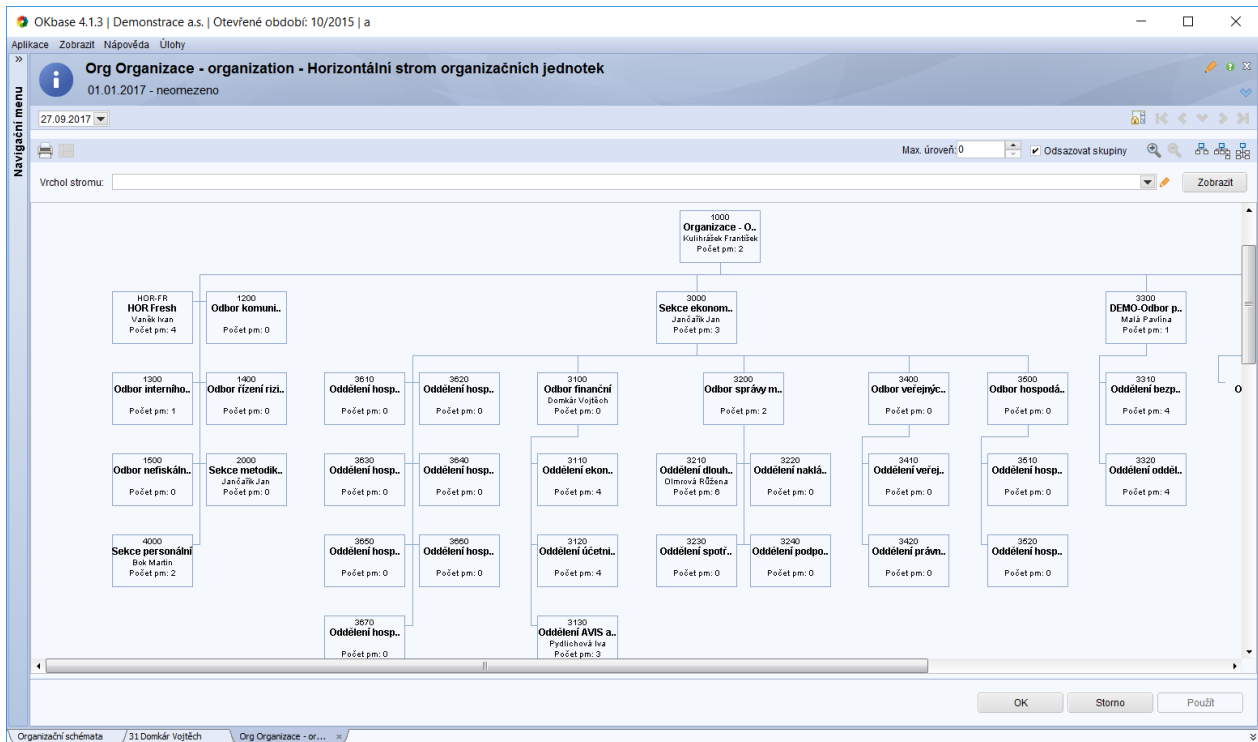 OKbase 4.1.3 | Demonstrace a.s. | Otevřené období: 10/2015 | a
Aplikace Zobrazit Nápověda Úlohy
Navigační menu
Org Organizace - organization - Horizontální strom organizačních jednotek
01.01.2017 - neomezeno
27.09.2017
Max. úroveň: 0 Odsazovat skupiny
Vrchol stromu: Zobrazit
1000
Organizace - O..
Kulihrášek František
Počet pm: 2
HOR-FR
HOR Fresh
Vaněk Ivan
Počet pm: 4
1200
Odbor komuni..
Počet pm: 0
3000
Sekce ekonom..
Jančařík Jan
Počet pm: 3
3300
DEMO-Odbor p..
Malá Pavlína
Počet pm: 1
1300
Odbor interního..
Počet pm: 1
1400
Odbor řízení rizi..
Počet pm: 0
3610
Oddělení hosp..
Počet pm: 0
3620
Oddělení hosp..
Počet pm: 0
3100
Odbor finanční
Domkár Vojtěch
Počet pm: 0
3200
Odbor správy m..
Počet pm: 2
3400
Odbor veřejnýc..
Počet pm: 0
3500
Odbor hospodá..
Počet pm: 0
3310
Oddělení bezp..
Počet pm: 4
O
1500
Odbor nefiskáln..
Počet pm: 0
2000
Sekce metodik..
Jančařík Jan
Počet pm: 0
3630
Oddělení hosp..
Počet pm: 0
3640
Oddělení hosp..
Počet pm: 0
3110
Oddělení ekon..
Počet pm: 4
3210
Oddělení dlouh..
Olmrová Růžena
Počet pm: 6
3220
Oddělení naklá..
Počet pm: 0
3410
Oddělení veřej..
Počet pm: 0
3510
Oddělení hosp..
Počet pm: 0
3320
Oddělení odděl..
Počet pm: 4
4000
Sekce personální
Bok Martin
Počet pm: 2
3650
Oddělení hosp..
Počet pm: 0
3660
Oddělení hosp..
Počet pm: 0
3120
Oddělení účetni..
Počet pm: 4
3230
Oddělení spotř..
Počet pm: 0
3240
Oddělení podpo..
Počet pm: 0
3420
Oddělení právn..
Počet pm: 0
3520
Oddělení hosp..
Počet pm: 0
3670
Oddělení hosp..
Počet pm: 0
3130
Oddělení AVIS a..
Pydlichová Iva
Počet pm: 3
OK Storno Použít
Organizační schémata 31 Domkár Vojtěch Org Organizace - or...